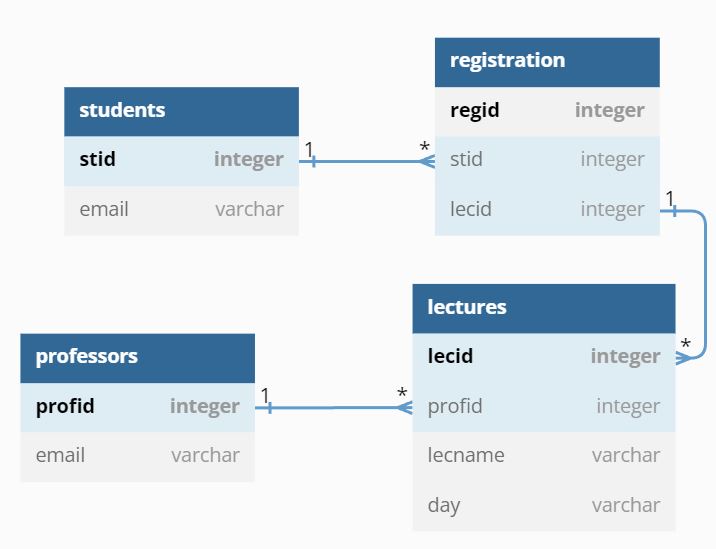 students
stid integer
email varchar
registration
regid integer
stid integer
lecid integer
1 *
1
*
professors
profid integer
email varchar
lectures
lecid integer
profid integer
lecname varchar
day varchar
1 *